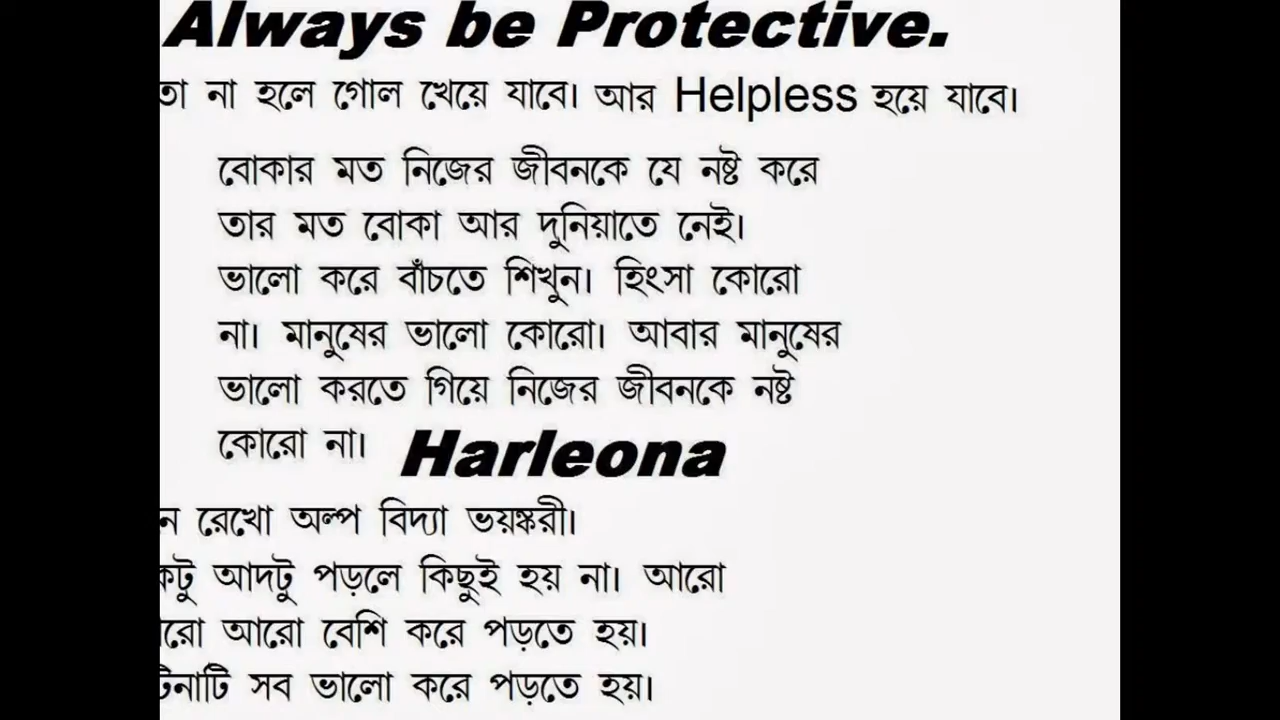 Always be Protective.
তা না হলে গোল খেয়ে যাবে। আর Helpless হয়ে যাবে।
বোকার মত নিজের জীবনকে যে নষ্ট করে
তার মত বোকা আর দুনিয়াতে নেই।
ভালো করে বাঁচতে শিখুন। হিংসা কোরো
না। মানুষের ভালো কোরো। আবার মানুষের
ভালো করতে গিয়ে নিজের জীবনকে নষ্ট
কোরো না। Harleona
রেখো অল্প বিদ্যা ভয়ঙ্করী।
আদটু পড়লে কিছুই হয় না। আরো
আরো বেশি করে পড়তে হয়।
সব ভালো করে পড়তে হয়।